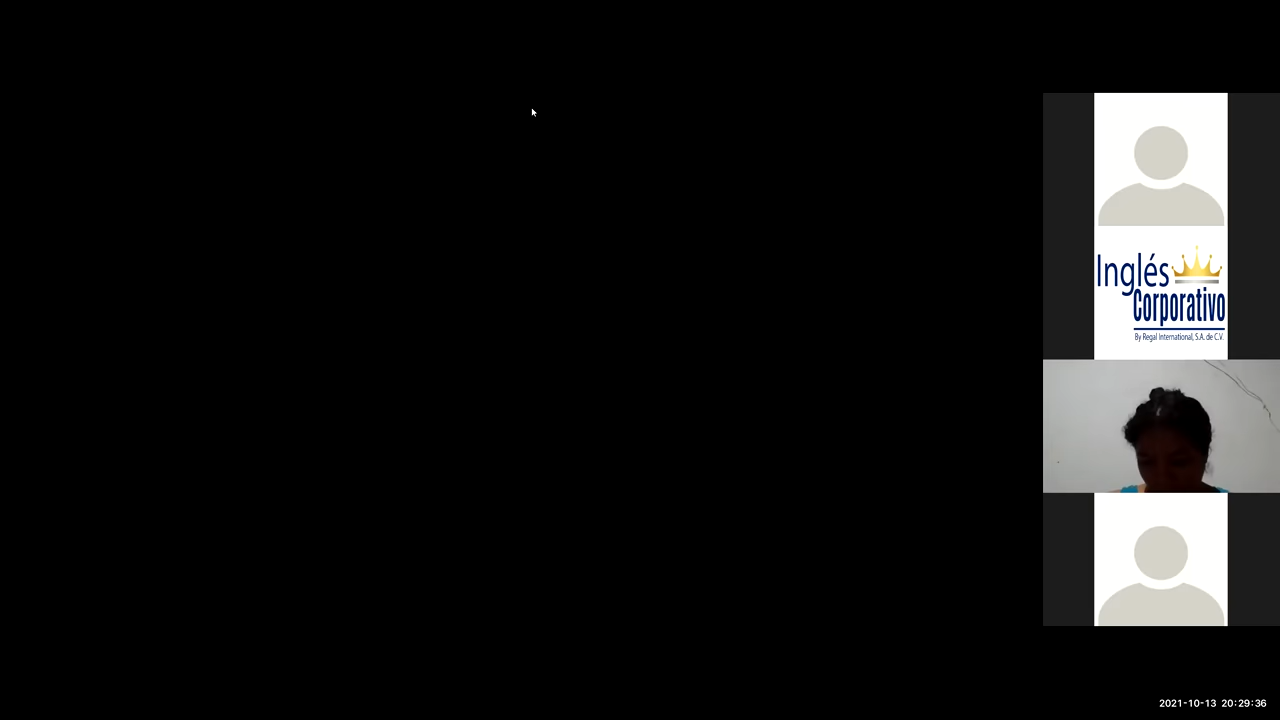 Inglés
Corporativo
By Regal International, S.A. de C.V.
2021-10-13 20:29:36